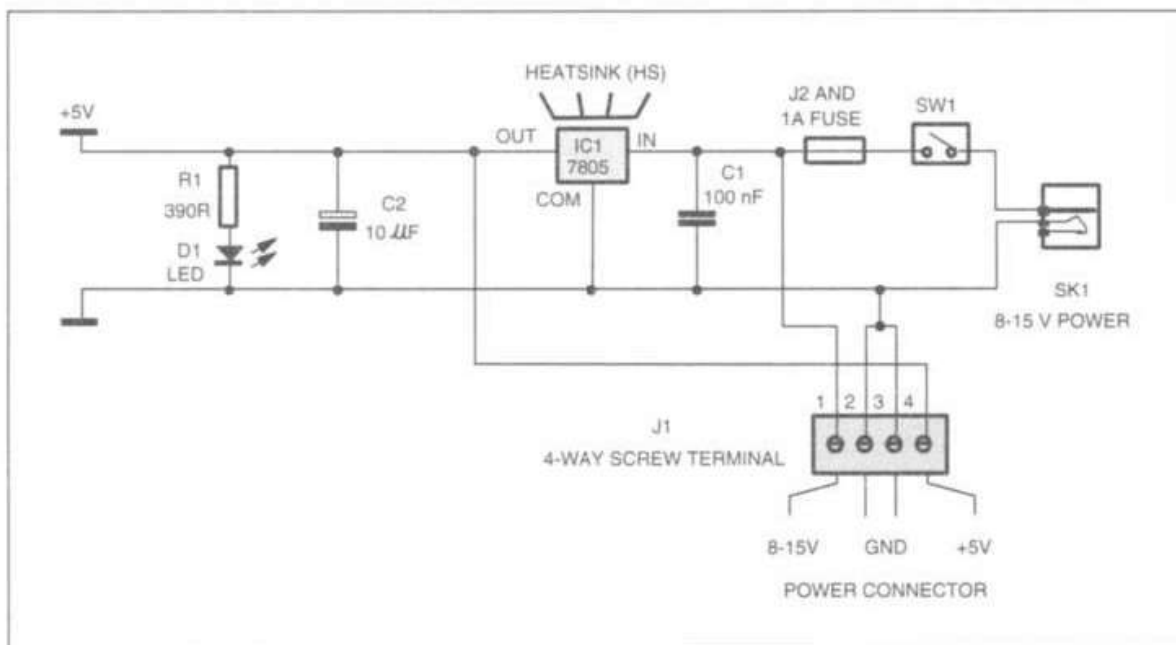 HEATSINK (HS)
+5V
OUT
IC1
7805
IN
COM
J2 AND
1A FUSE
SW1
R1
390R
C2
10 µF
C1
100 nF
D1
LED
SK1
8-15 V POWER
1 2 3 4
J1
4-WAY SCREW TERMINAL
8-15V GND +5V
POWER CONNECTOR